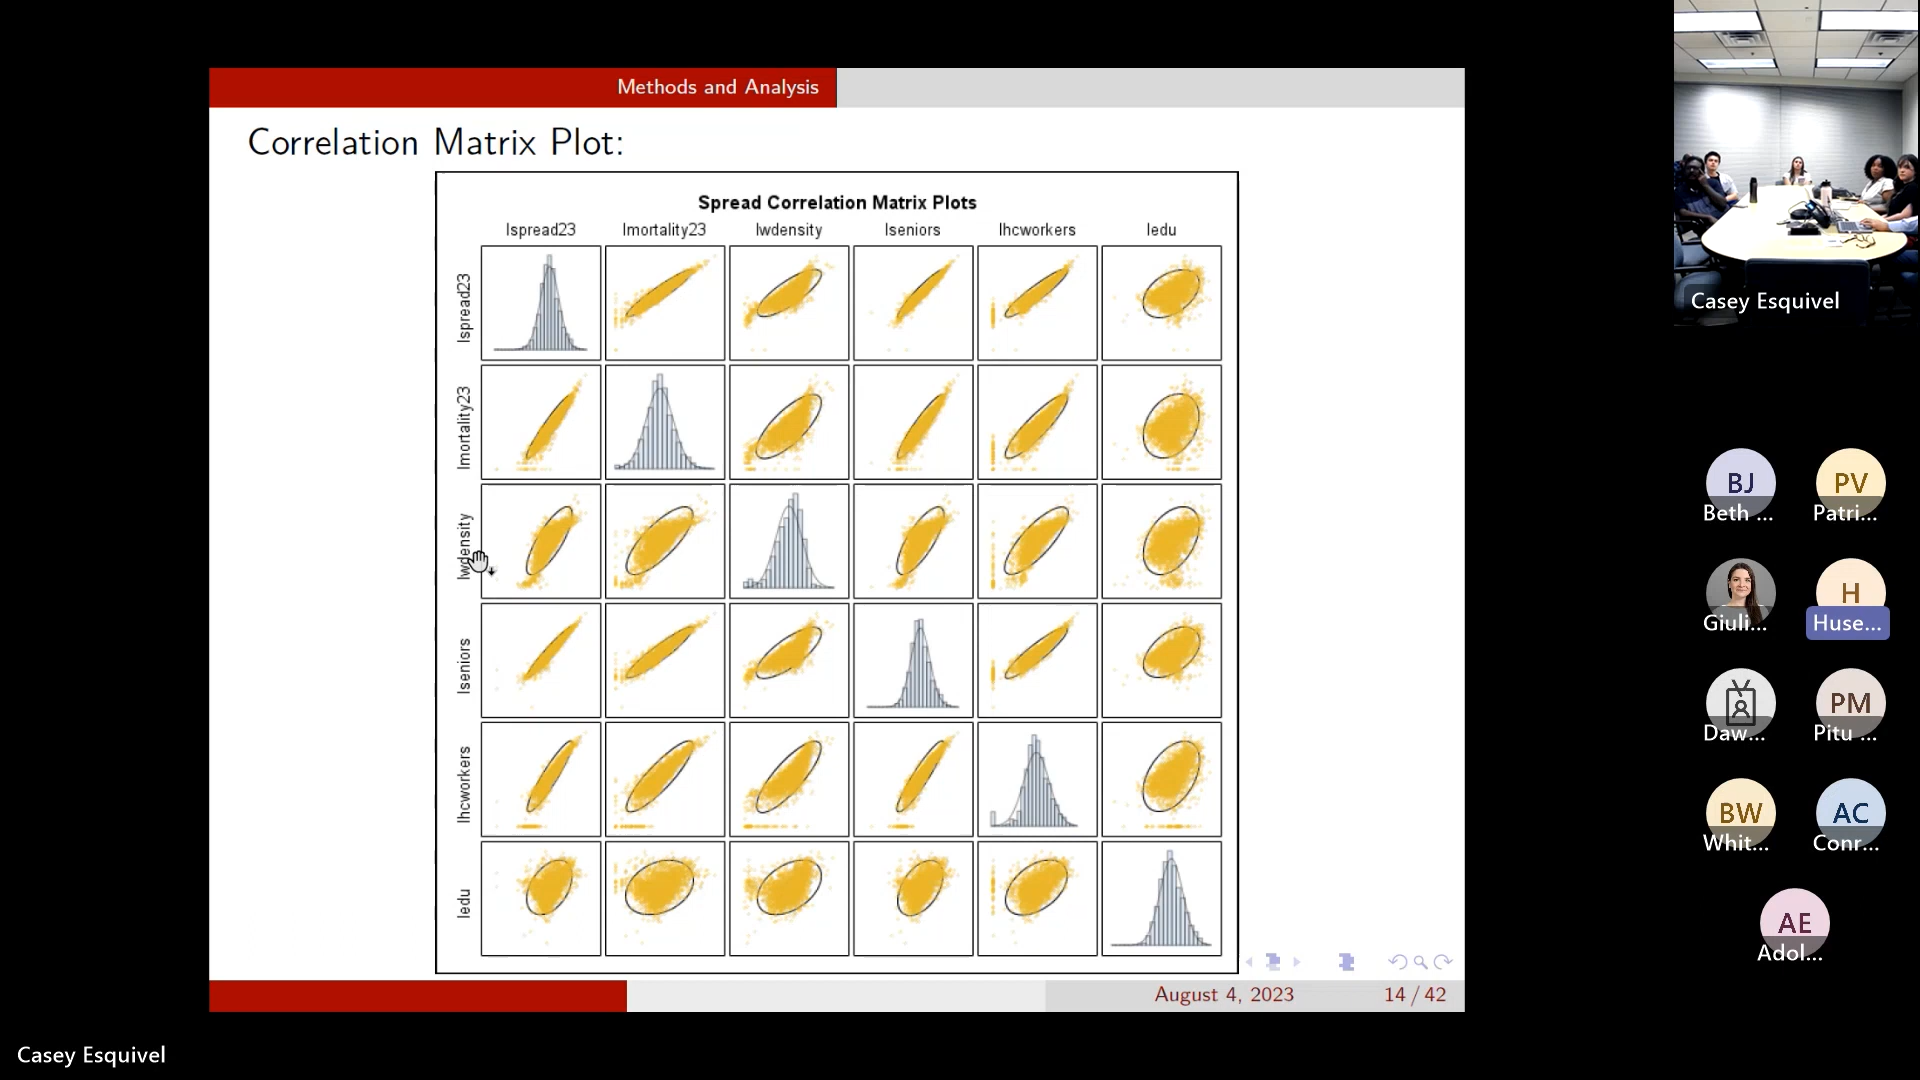 Methods and Analysis
Correlation Matrix Plot:
Spread Correlation Matrix Plots
lspread23 lmortality23 lwdensity lseniors lhcworkers ledu
lspread23
lmortality23
lwdensity
lseniors
lhcworkers
ledu
August 4, 2023 14 / 42
Casey Esquivel
Casey Esquivel
BJ PV
Beth ... Patri...
H
Giuli... Huse...
PM
Daw... Pitu ...
BW AC
Whit... Conr...
AE
Adol...